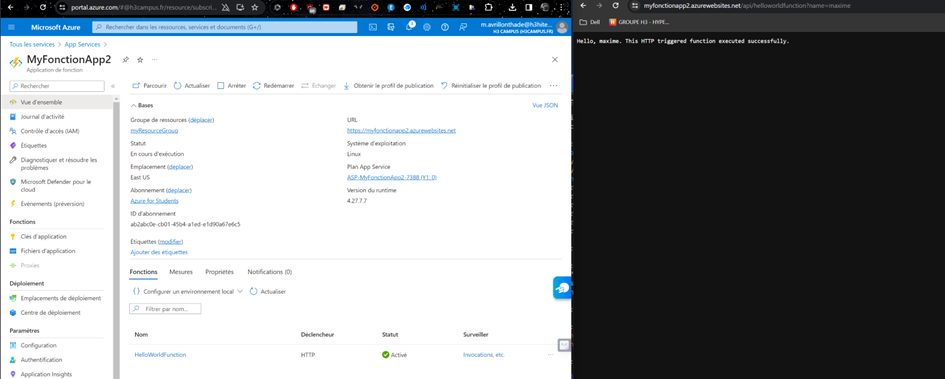 portal.azure.com/#@h3campus.fr/resource/subscri...
Microsoft Azure
Rechercher dans les ressources, services et documents (G+/)
m.avrillonthade@h3hite...
H3 CAMPUS (H3CAMPUS.FR)
Tous les services > App Services >
MyFonctionApp2
Application de fonction
Rechercher
Vue d'ensemble
Journal d'activité
Contrôle d'accès (IAM)
Étiquettes
Diagnostiquer et résoudre les
problèmes
Microsoft Defender pour le
cloud
Événements (préversion)
Fonctions
Clés d'application
Fichiers d'application
Proxies
Déploiement
Emplacements de déploiement
Centre de déploiement
Paramètres
Configuration
Authentification
Application Insights
Parcourir
Actualiser
Arrêter
Redémarrer
Échanger
Obtenir le profil de publication
Réinitialiser le profil de publication
Bases
Vue JSON
Groupe de ressources (déplacer)
myResourceGroup
Statut
En cours d'exécution
Emplacement (déplacer)
East US
Abonnement (déplacer)
Azure for Students
ID d'abonnement
ab2abc0e-cb01-45b4-a1ed-e1d90a67e6c5
URL
https://myfonctionapp2.azurewebsites.net
Système d'exploitation
Linux
Plan App Service
ASP-MyFonctionApp2-7388 (Y1: 0)
Version du runtime
4.27.7.7
Étiquettes (modifier)
Ajouter des étiquettes
Fonctions
Mesures
Propriétés
Notifications (0)
Configurer un environnement local
Actualiser
Filtrer par nom...
Nom
Déclencheur
Statut
Surveiller
HelloWorldFunction
HTTP
Activé
Invocations, etc.
myfonctionapp2.azurewebsites.net/api/helloworldfunction?name=maxime
Dell
GROUPE H3 - HYPE...
Hello, maxime. This HTTP triggered function executed successfully.